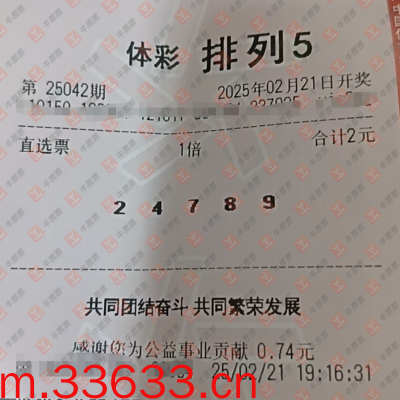 体彩 排列5
第 25042期 2025年02月21日开奖
直选票 1倍 合计2元
2 4 7 8 9
共同团结奋斗 共同繁荣发展
感谢您为公益事业贡献 0.74元
25/02/21 19:16:31
m.33633.cn